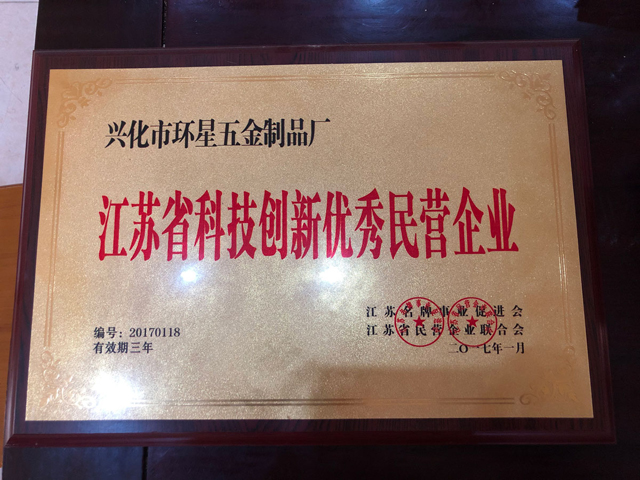 兴化市环星五金制品厂
江苏省科技创新优秀民营企业
编号：20170118
有效期三年
江苏名牌事业促进会
江苏省民营企业联合会
二〇一七年一月